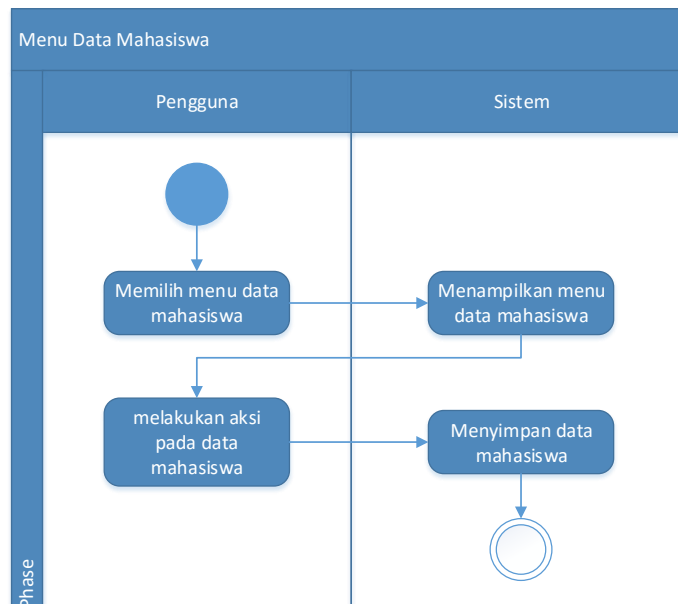 Menu Data Mahasiswa
Pengguna
Sistem
Memilih menu data
mahasiswa
Menampilkan menu
data mahasiswa
melakukan aksi
pada data
mahasiswa
Menyimpan data
mahasiswa
Phase